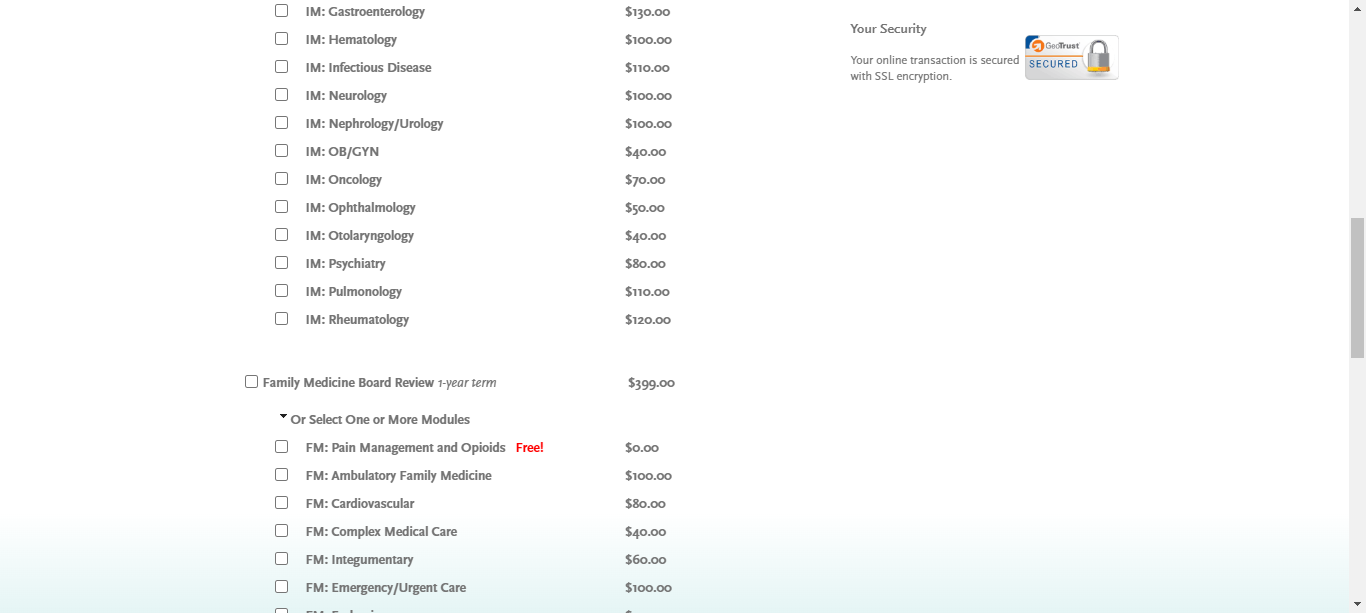 IM: Gastroenterology $130.00
IM: Hematology $100.00
IM: Infectious Disease $110.00
IM: Neurology $100.00
IM: Nephrology/Urology $100.00
IM: OB/GYN $40.00
IM: Oncology $70.00
IM: Ophthalmology $50.00
IM: Otolaryngology $40.00
IM: Psychiatry $80.00
IM: Pulmonology $110.00
IM: Rheumatology $120.00
Family Medicine Board Review 1-year term $399.00
Or Select One or More Modules
FM: Pain Management and Opioids Free! $0.00
FM: Ambulatory Family Medicine $100.00
FM: Cardiovascular $80.00
FM: Complex Medical Care $40.00
FM: Integumentary $60.00
FM: Emergency/Urgent Care $100.00
Your Security
Your online transaction is secured
with SSL encryption.
GeoTrust
SECURED